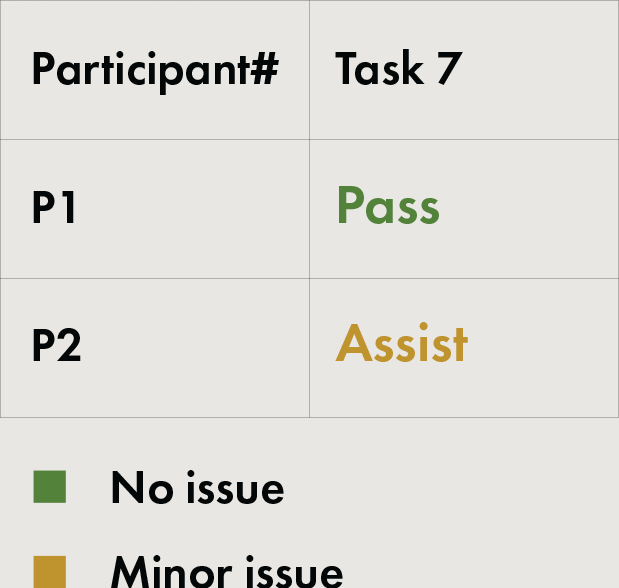 Participant# Task 7
P1 Pass
P2 Assist
No issue
Minor issue